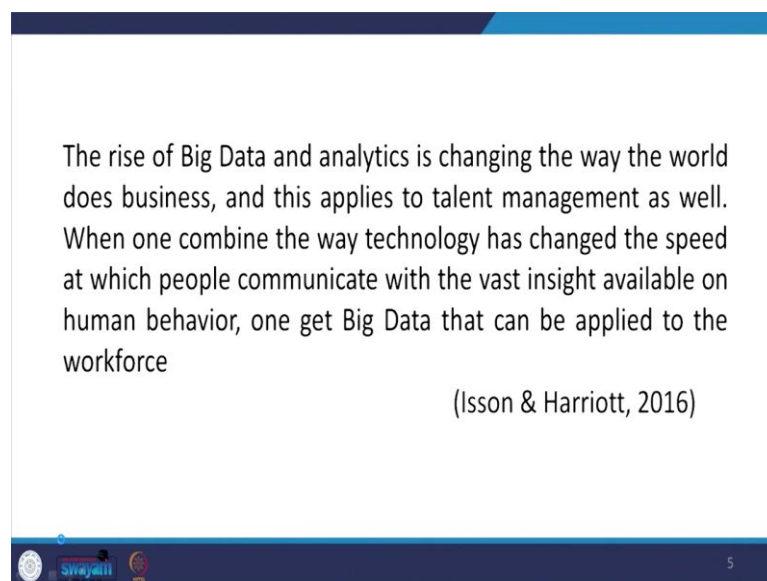 The rise of Big Data and analytics is changing the way the world
does business, and this applies to talent management as well.
When one combine the way technology has changed the speed
at which people communicate with the vast insight available on
human behavior, one get Big Data that can be applied to the
workforce
(Isson & Harriott, 2016)
swayam
5